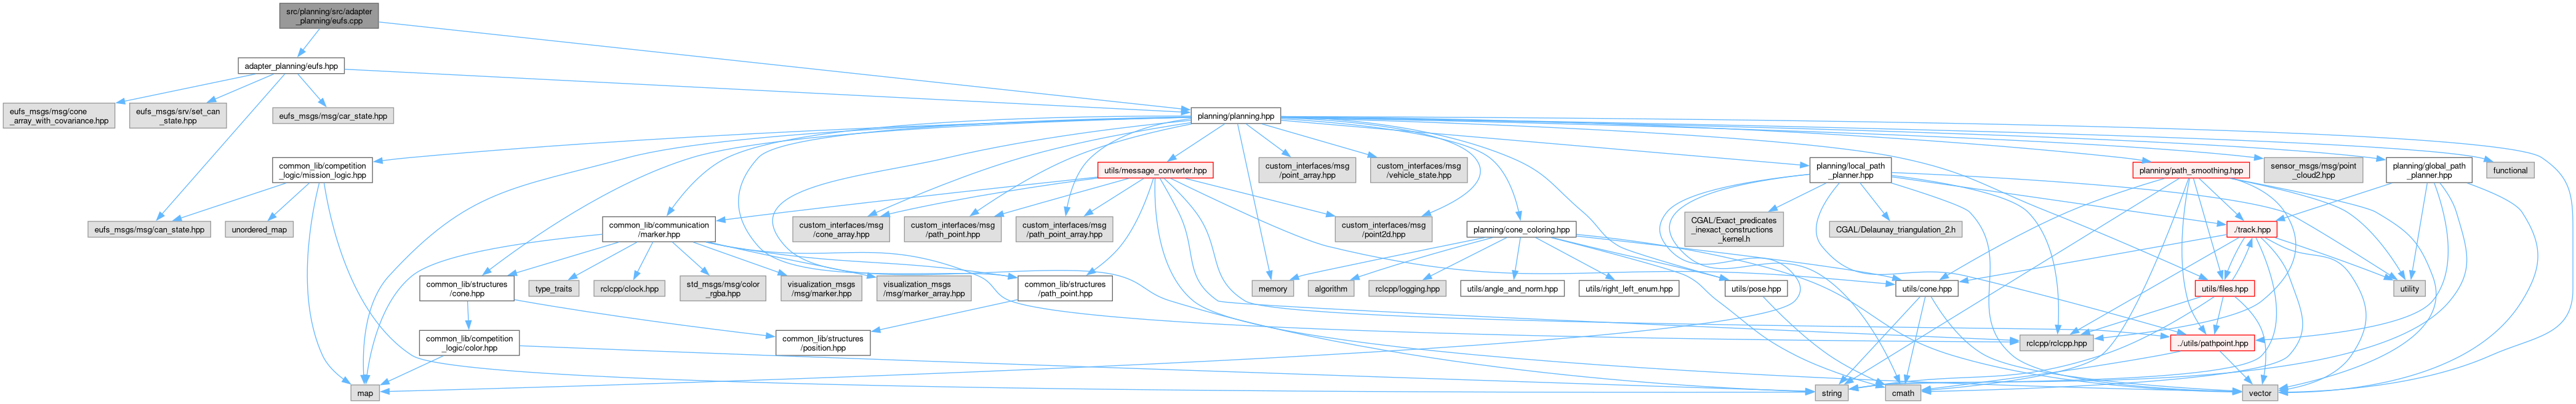 src/planning/src/adapter
_planning/eufs.cpp
adapter_planning/eufs.hpp
eufs_msgs/msg/cone
_array_with_covariance.hpp
eufs_msgs/srv/set_can
_state.hpp
eufs_msgs/msg/car_state.hpp
planning/planning.hpp
common_lib/competition
_logic/mission_logic.hpp
utils/message_converter.hpp
custom_interfaces/msg
/point_array.hpp
custom_interfaces/msg
/vehicle_state.hpp
planning/local_path
_planner.hpp
planning/path_smoothing.hpp
sensor_msgs/msg/point
_cloud2.hpp
planning/global_path
_planner.hpp
functional
eufs_msgs/msg/can_state.hpp
unordered_map
common_lib/communication
/marker.hpp
custom_interfaces/msg
/cone_array.hpp
custom_interfaces/msg
/path_point.hpp
custom_interfaces/msg
/path_point_array.hpp
custom_interfaces/msg
/point2d.hpp
planning/cone_coloring.hpp
CGAL/Exact_predicates
_inexact_constructions
_kernel.h
CGAL/Delaunay_triangulation_2.h
./track.hpp
common_lib/structures
/cone.hpp
type_traits
rclcpp/clock.hpp
std_msgs/msg/color
_rgba.hpp
visualization_msgs
/msg/marker.hpp
visualization_msgs
/msg/marker_array.hpp
common_lib/structures
/path_point.hpp
memory
algorithm
rclcpp/logging.hpp
utils/angle_and_norm.hpp
utils/right_left_enum.hpp
utils/pose.hpp
utils/cone.hpp
utils/files.hpp
utility
common_lib/competition
_logic/color.hpp
common_lib/structures
/position.hpp
rclcpp/rclcpp.hpp
../utils/pathpoint.hpp
map
string
cmath
vector